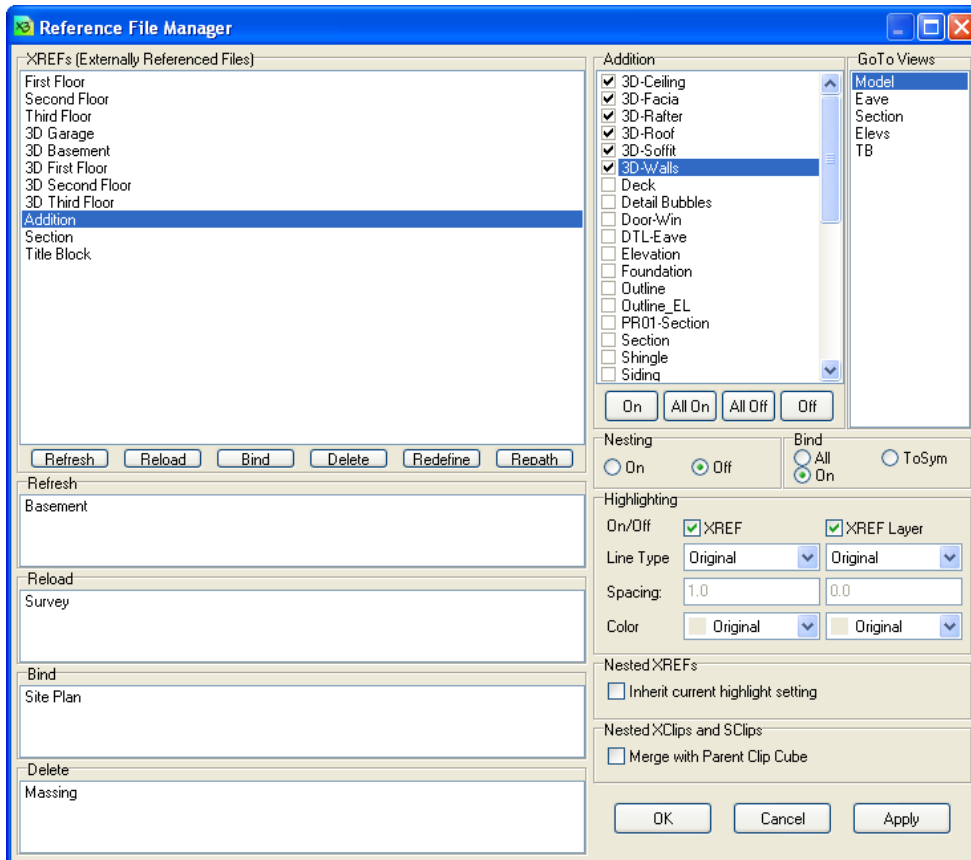 Reference File Manager
XREFs (Externally Referenced Files)
First Floor
Second Floor
Third Floor
3D Garage
3D Basement
3D First Floor
3D Second Floor
3D Third Floor
Addition
Section
Title Block
Refresh Reload Bind Delete Redefine Repath
Refresh
Basement
Reload
Survey
Bind
Site Plan
Delete
Massing
Addition
3D-Ceiling
3D-Facia
3D-Rafter
3D-Roof
3D-Soffit
3D-Walls
Deck
Detail Bubbles
Door-Win
DTL-Eave
Elevation
Foundation
Outline
Outline_EL
PR01-Section
Section
Shingle
Siding
On All On All Off Off
GoTo Views
Model
Eave
Section
Elevs
TB
Nesting
On Off
Bind
All ToSym
On
Highlighting
On/Off XREF XREF Layer
Line Type Original Original
Spacing: 1.0 0.0
Color Original Original
Nested XREFs
Inherit current highlight setting
Nested XClips and SClips
Merge with Parent Clip Cube
OK Cancel Apply